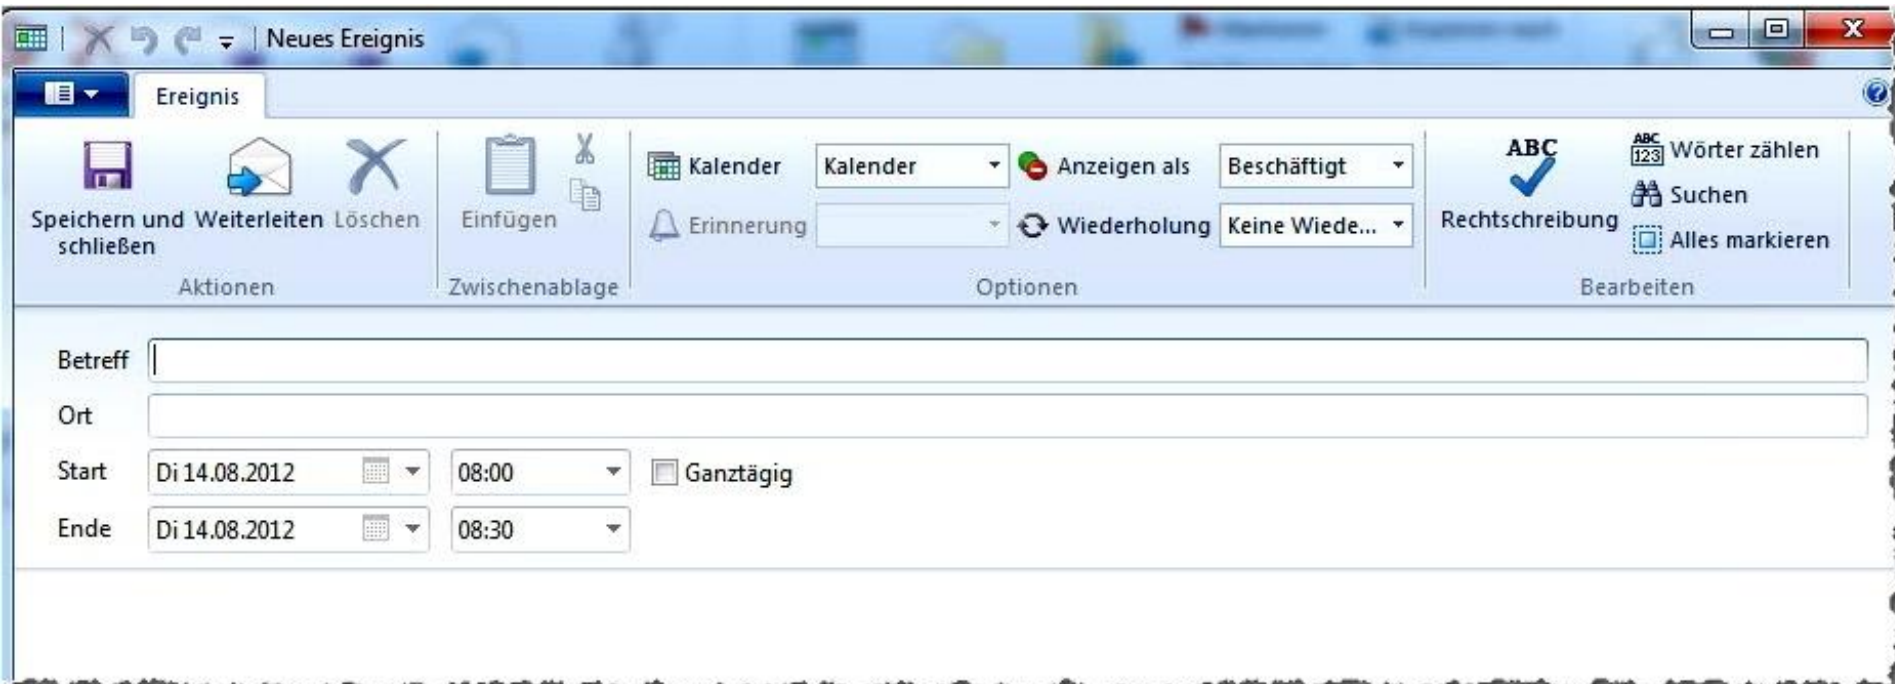 Neues Ereignis
Ereignis
Speichern und schließen
Weiterleiten
Löschen
Aktionen
Einfügen
Zwischenablage
Kalender
Kalender
Erinnerung
Anzeigen als
Beschäftigt
Wiederholung
Keine Wiede...
Optionen
ABC
Rechtschreibung
ABC
123
Wörter zählen
Suchen
Alles markieren
Bearbeiten
Betreff
Ort
Start
Di 14.08.2012
08:00
Ganztägig
Ende
Di 14.08.2012
08:30